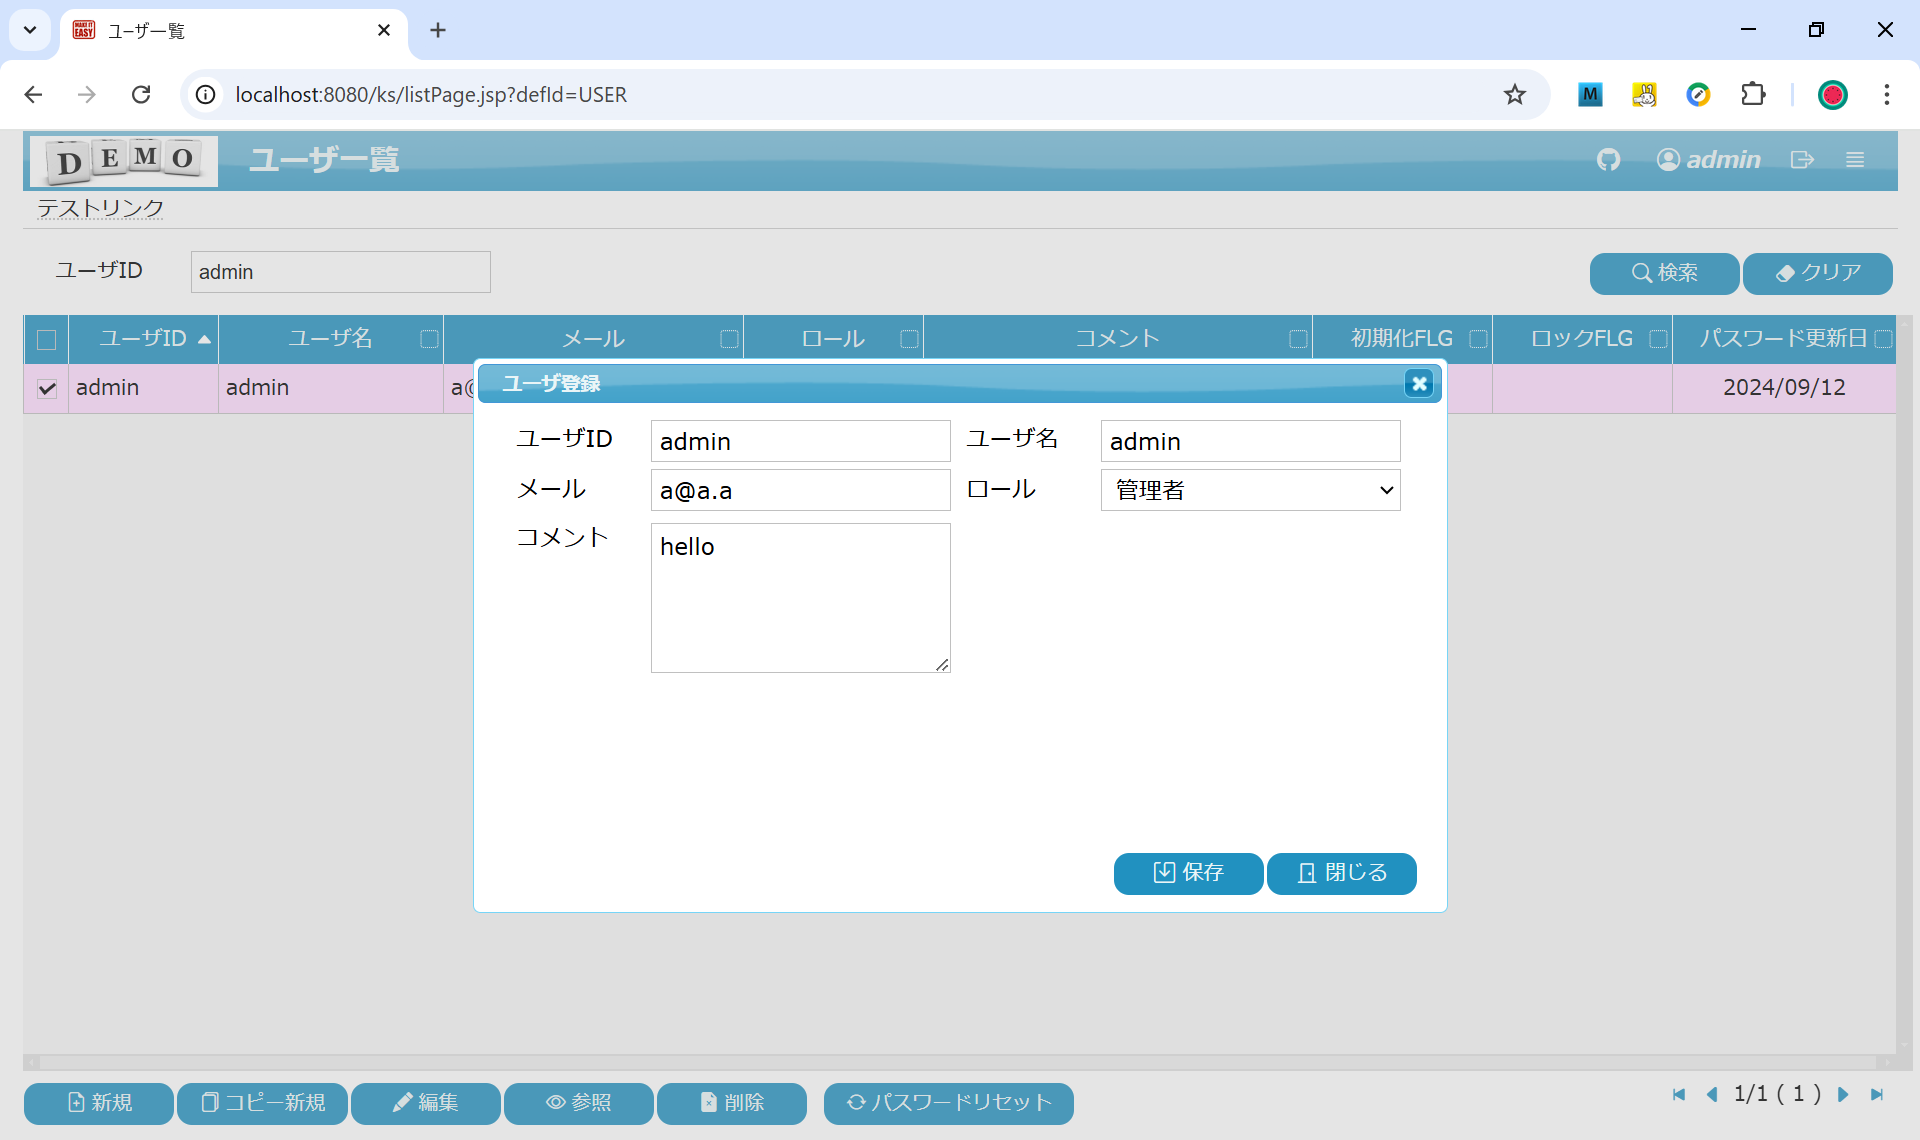 ユーザ一覧
localhost:8080/ks/listPage.jsp?defId=USER
M
DEMO
ユーザ一覧
admin
テストリンク
ユーザID
admin
検索
クリア
ユーザID
ユーザ名
メール
ロール
コメント
初期化FLG
ロックFLG
パスワード更新日
admin
admin
a@
2024/09/12
ユーザ登録
ユーザID
admin
ユーザ名
admin
メール
a@a.a
ロール
管理者
コメント
hello
保存
閉じる
新規
コピー新規
編集
参照
削除
パスワードリセット
1/1 ( 1 )